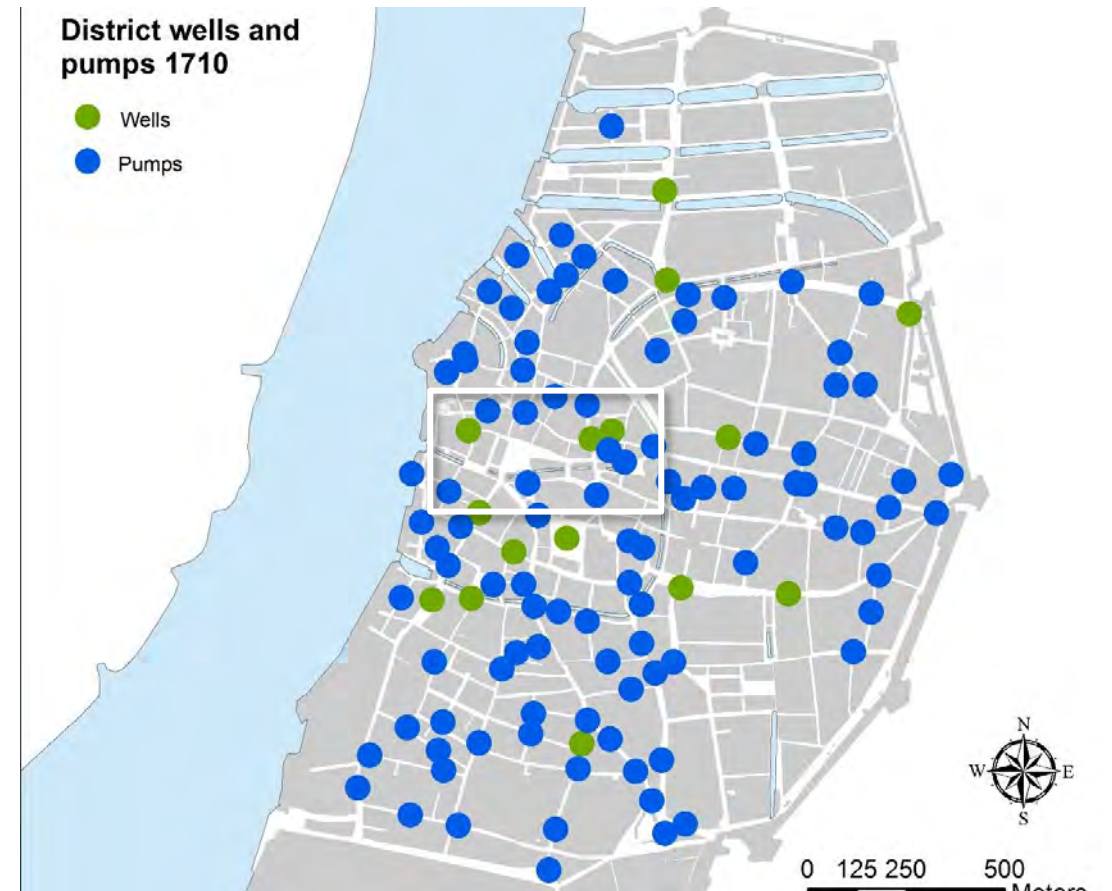 District wells and
pumps 1710
Wells
Pumps
N
W E
S
0 125 250 500
Meters